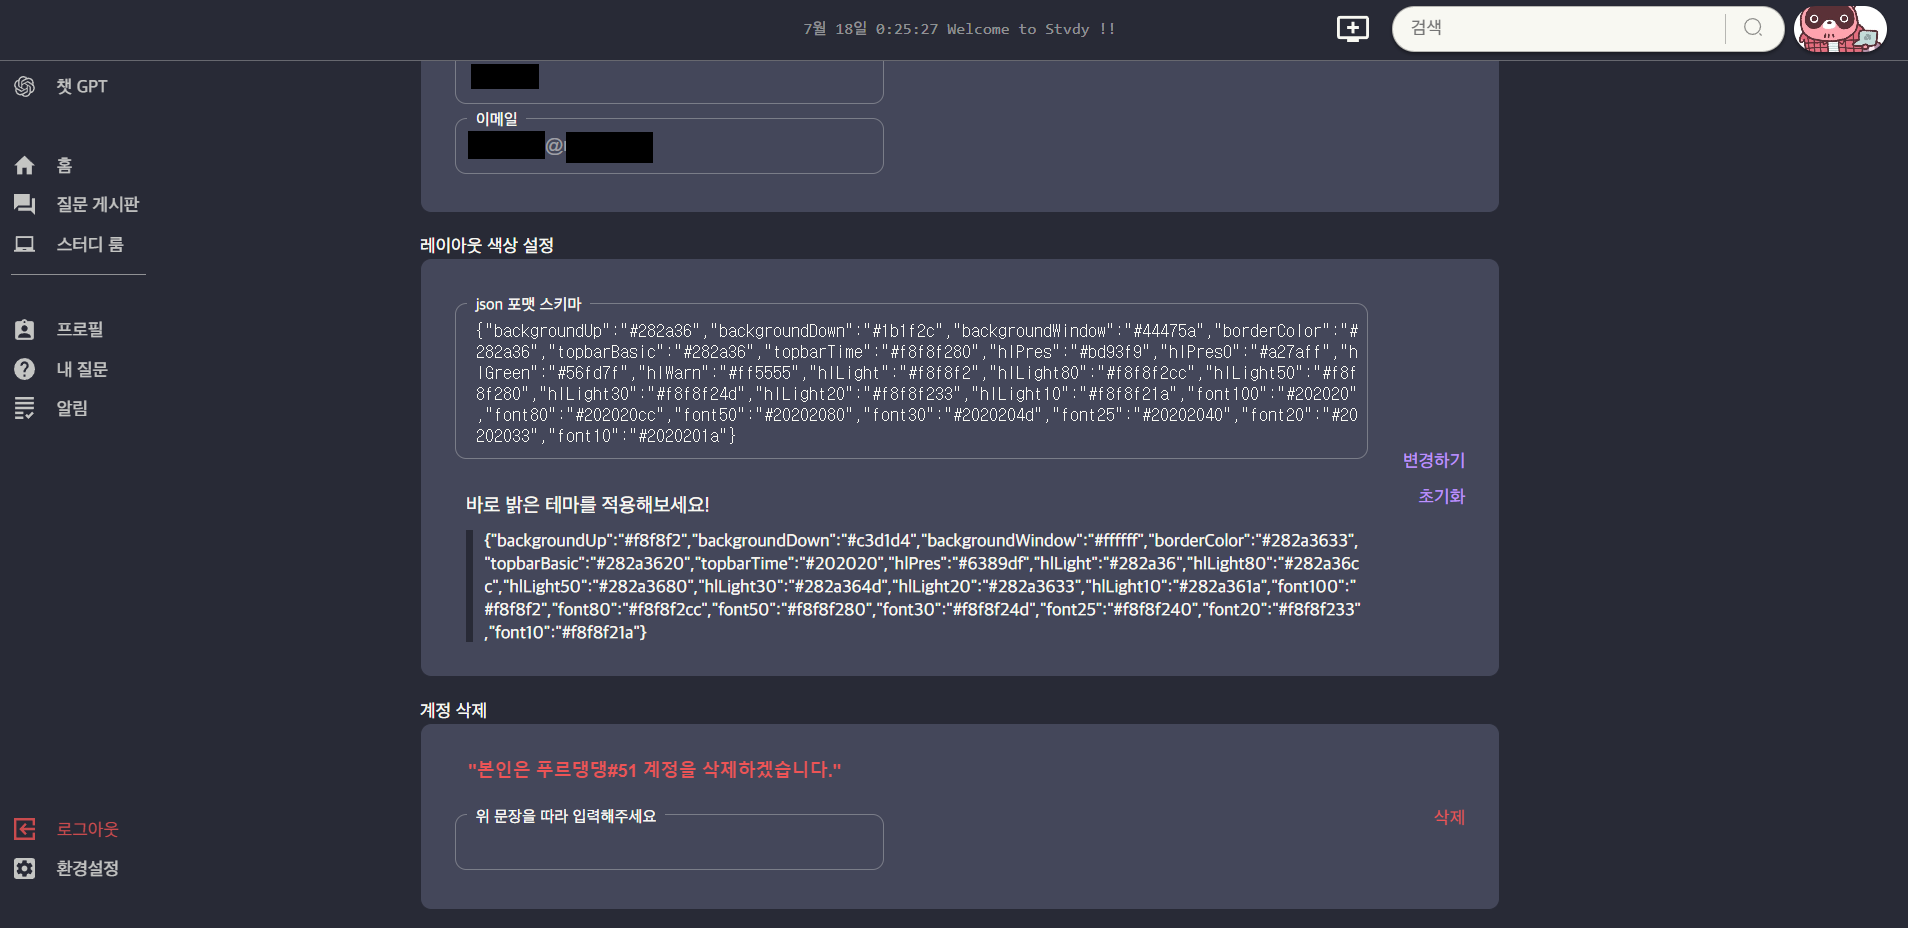 7월 18일 0:25:27 Welcome to Stvdy !!
검색
챗 GPT
홈
질문 게시판
스터디 룸
프로필
내 질문
알림
로그아웃
환경설정
이메일
@
레이아웃 색상 설정
json 포맷 스키마
{"backgroundUp":"#282a36","backgroundDown":"#1b1f2c","backgroundWindow":"#44475a","borderColor":"#
282a36","topbarBasic":"#282a36","topbarTime":"#f8f8f280","hlPres":"#bd93f9","hlPresO":"#a27aff","h
lGreen":"#56fd7f","hlWarn":"#ff5555","hlLight":"#f8f8f2","hlLight80":"#f8f8f2cc","hlLight50":"#f8f
8f280","hlLight30":"#f8f8f24d","hlLight20":"#f8f8f233","hlLight10":"#f8f8f21a","font100":"#202020"
,"font80":"#202020cc","font50":"#20202080","font30":"#2020204d","font25":"#20202040","font20":"#20
202033","font10":"#2020201a"}
변경하기
초기화
바로 밝은 테마를 적용해보세요!
{"backgroundUp":"#f8f8f2","backgroundDown":"#c3d1d4","backgroundWindow":"#ffffff","borderColor":"#282a3633",
"topbarBasic":"#282a3620","topbarTime":"#202020","hlPres":"#6389df","hlLight":"#282a36","hlLight80":"#282a36c
c","hlLight50":"#282a3680","hlLight30":"#282a364d","hlLight20":"#282a3633","hlLight10":"#282a361a","font100":"
#f8f8f2","font80":"#f8f8f2cc","font50":"#f8f8f280","font30":"#f8f8f24d","font25":"#f8f8f240","font20":"#f8f8f233"
,"font10":"#f8f8f21a"}
계정 삭제
"본인은 푸르댕댕#51 계정을 삭제하겠습니다."
위 문장을 따라 입력해주세요
삭제